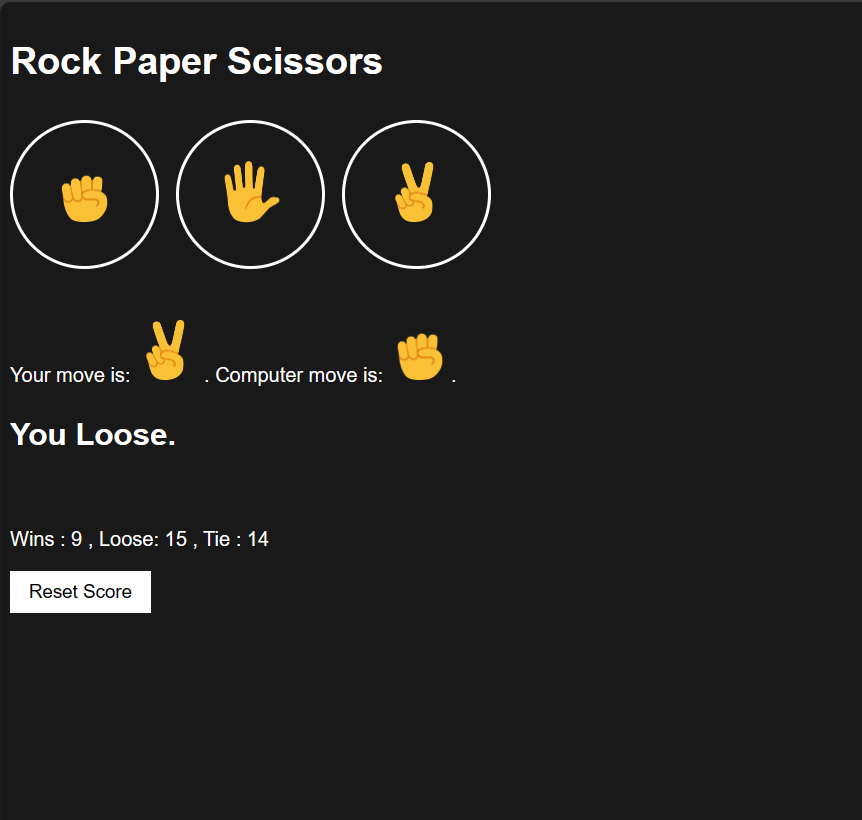 Rock Paper Scissors
Your move is: . Computer move is: .
You Loose.
Wins : 9 , Loose: 15 , Tie : 14
Reset Score